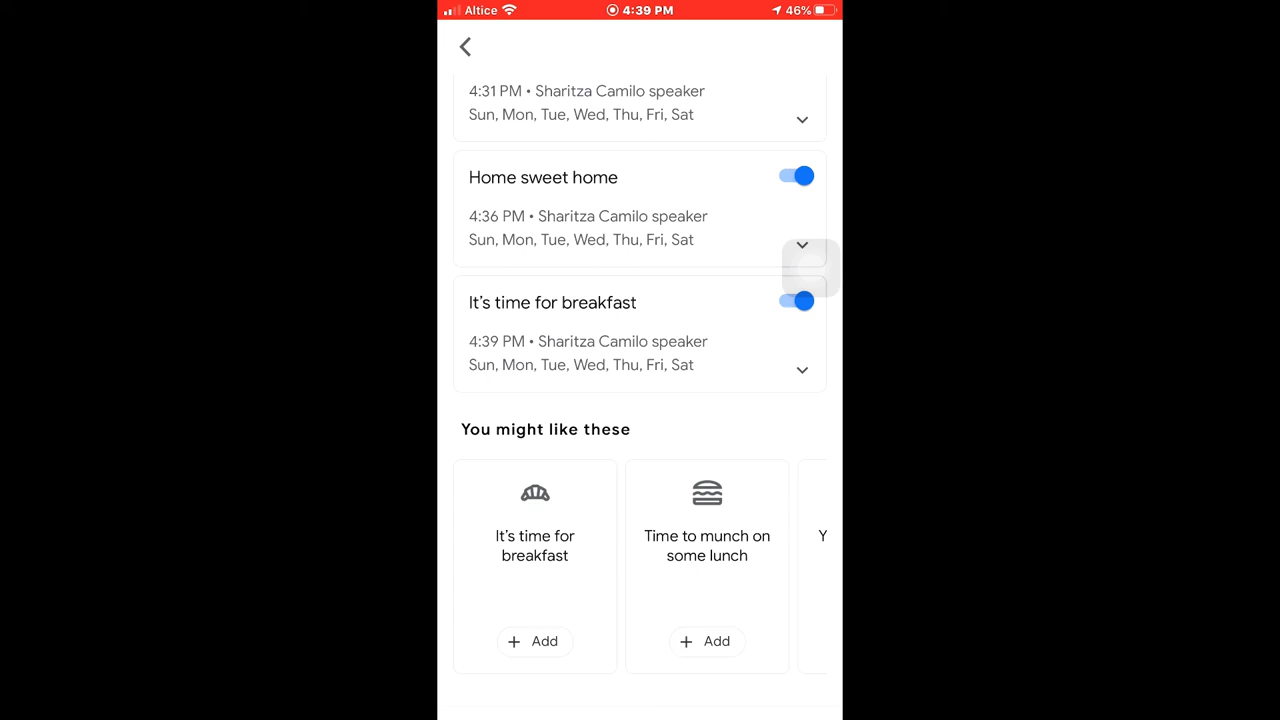 Altice 4:39 PM 46%
4:31 PM • Sharitza Camilo speaker
Sun, Mon, Tue, Wed, Thu, Fri, Sat
Home sweet home
4:36 PM • Sharitza Camilo speaker
Sun, Mon, Tue, Wed, Thu, Fri, Sat
It's time for breakfast
4:39 PM • Sharitza Camilo speaker
Sun, Mon, Tue, Wed, Thu, Fri, Sat
You might like these
It's time for
breakfast
+ Add
Time to munch on
some lunch
+ Add
Y